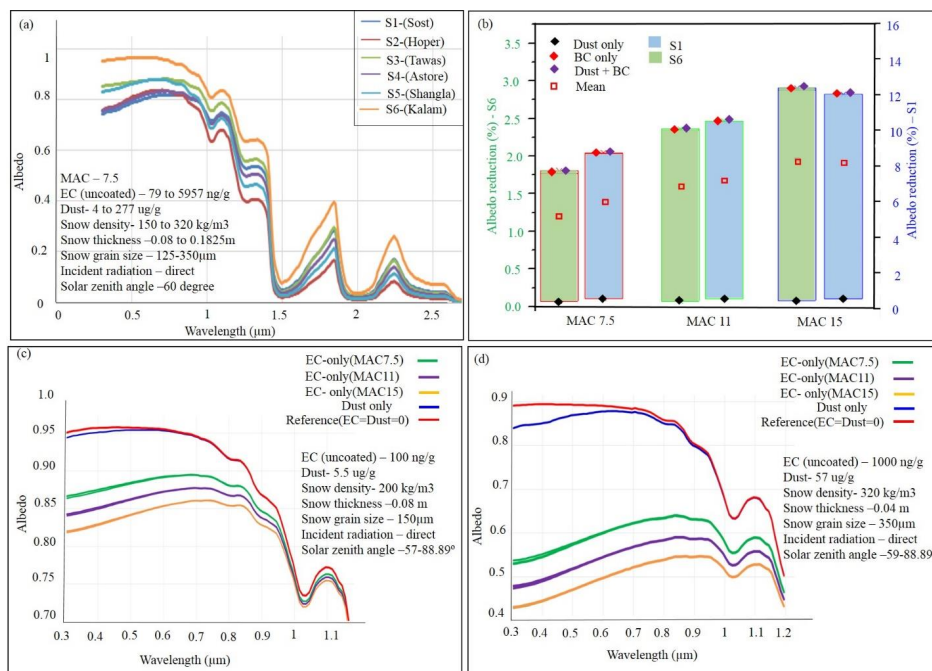 (a)
S1-(Sost)
S2-(Hoper)
S3-(Tawas)
S4-(Astore)
S5-(Shangla)
S6-(Kalam)
1
0.8
0.6
0.4
0.2
0
Albedo
MAC – 7.5
EC (uncoated) – 79 to 5957 ng/g
Dust- 4 to 277 ug/g
Snow density- 150 to 320 kg/m3
Snow thickness –0.08 to 0.1825m
Snow grain size – 125-350μm
Incident radiation – direct
Solar zenith angle –60 degree
0 0.5 1 1.5 2 2.5
Wavelength (μm)
(b)
Dust only
BC only
Dust + BC
Mean
S1
S6
3.5
3.0
2.5
2.0
1.5
1.0
0.5
0.0
Albedo reduction (%) - S6
16
14
12
10
8
6
4
2
0
Albedo reduction (%) – S1
MAC 7.5 MAC 11 MAC 15
(c)
EC-only(MAC7.5)
EC-only(MAC11)
EC- only(MAC15)
Dust only
Reference(EC=Dust=0)
1.0
0.95
0.90
0.85
0.80
0.75
0.70
Albedo
EC (uncoated) – 100 ng/g
Dust- 5.5 ug/g
Snow density- 200 kg/m3
Snow thickness –0.08 m
Snow grain size – 150μm
Incident radiation – direct
Solar zenith angle –57-88.89°
0.3 0.4 0.5 0.6 0.7 0.8 0.9 1 1.1
Wavelength (μm)
(d)
EC-only(MAC7.5)
EC-only(MAC11)
EC- only(MAC15)
Dust only
Reference(EC=Dust=0)
0.9
0.8
0.7
0.6
0.5
0.4
Albedo
EC (uncoated) – 1000 ng/g
Dust- 57 ug/g
Snow density- 320 kg/m3
Snow thickness –0.04 m
Snow grain size – 350μm
Incident radiation – direct
Solar zenith angle –59-88.89
0.3 0.4 0.5 0.6 0.7 0.8 0.9 1 1.1 1.2
Wavelength (μm)